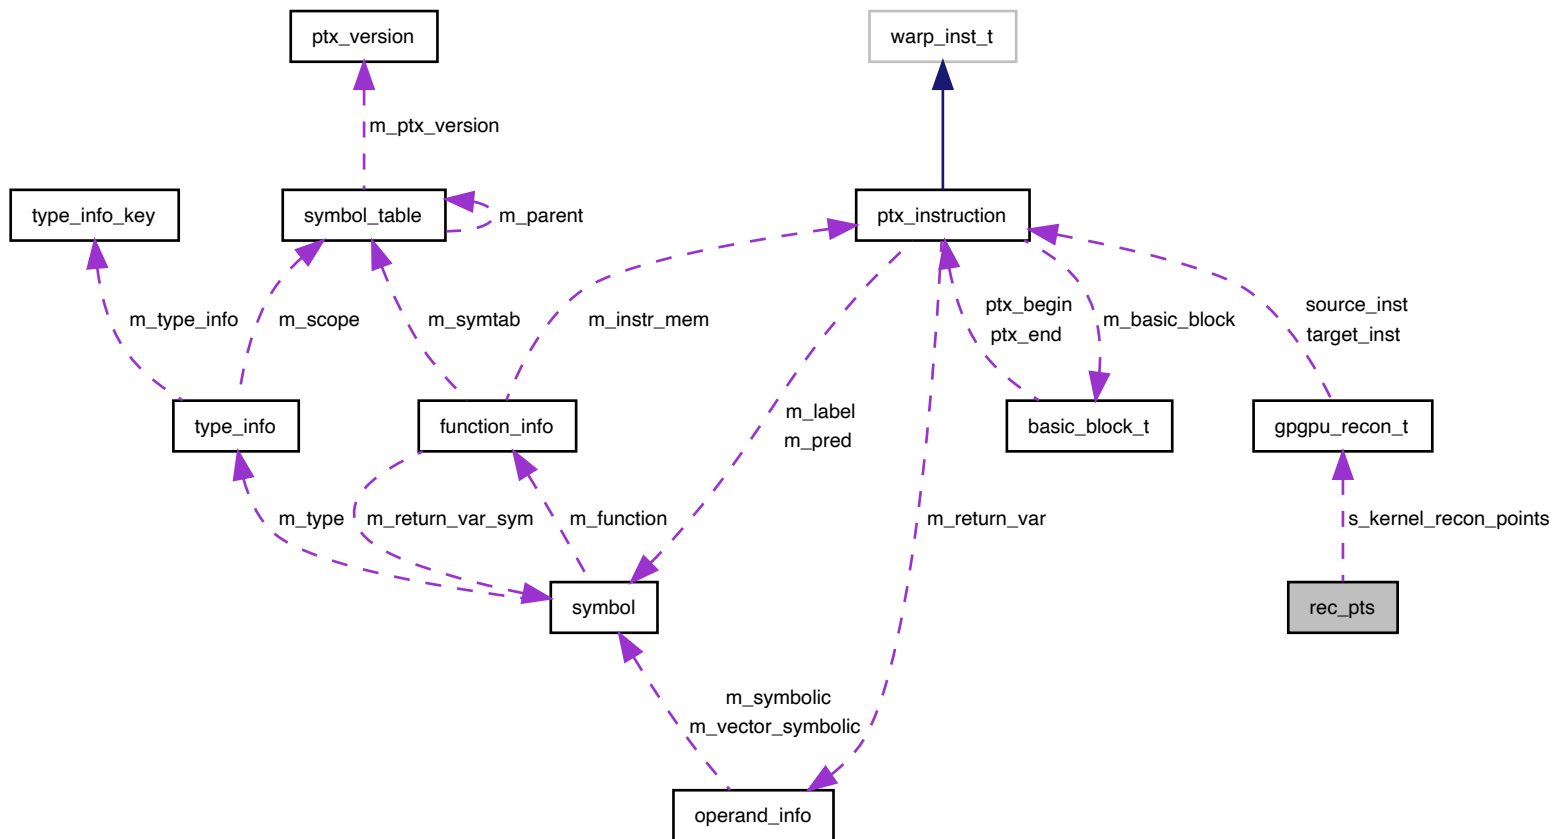 ptx_version
warp_inst_t
m_ptx_version
type_info_key
symbol_table
m_parent
ptx_instruction
m_type_info
m_scope
m_symtab
m_instr_mem
ptx_begin
ptx_end
m_basic_block
source_inst
target_inst
type_info
function_info
m_label
m_pred
basic_block_t
gpgpu_recon_t
m_type
m_return_var_sym
m_function
m_return_var
s_kernel_recon_points
symbol
rec_pts
m_symbolic
m_vector_symbolic
operand_info